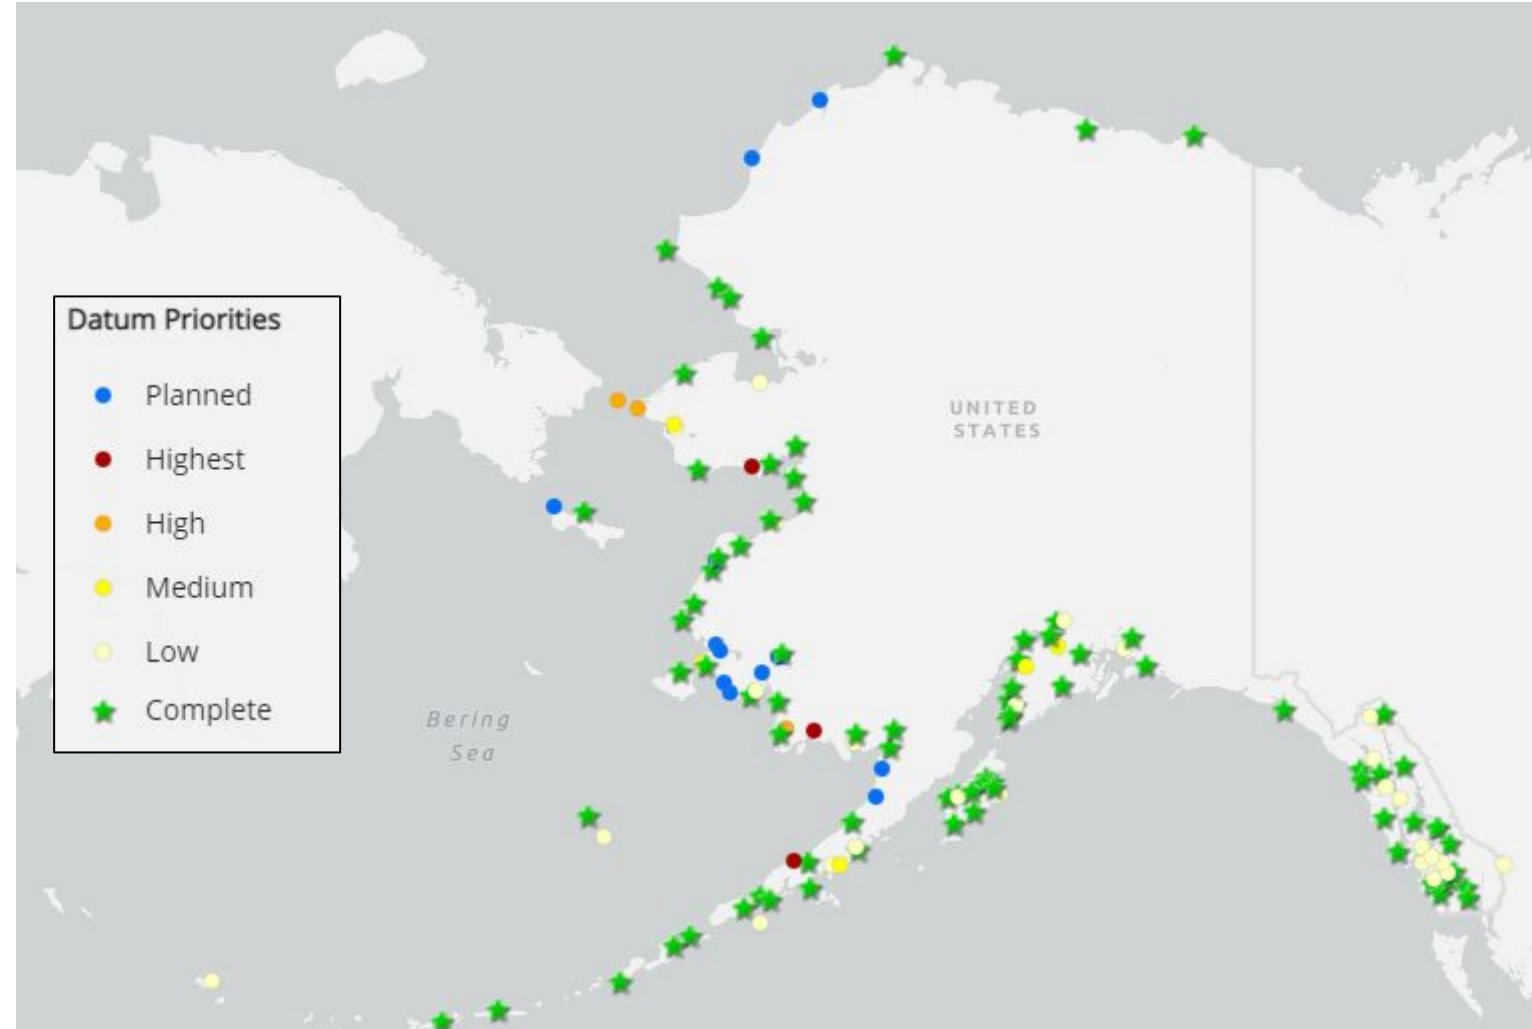 Datum Priorities
Planned
Highest
High
Medium
Low
Complete
UNITED
STATES
Bering
Sea